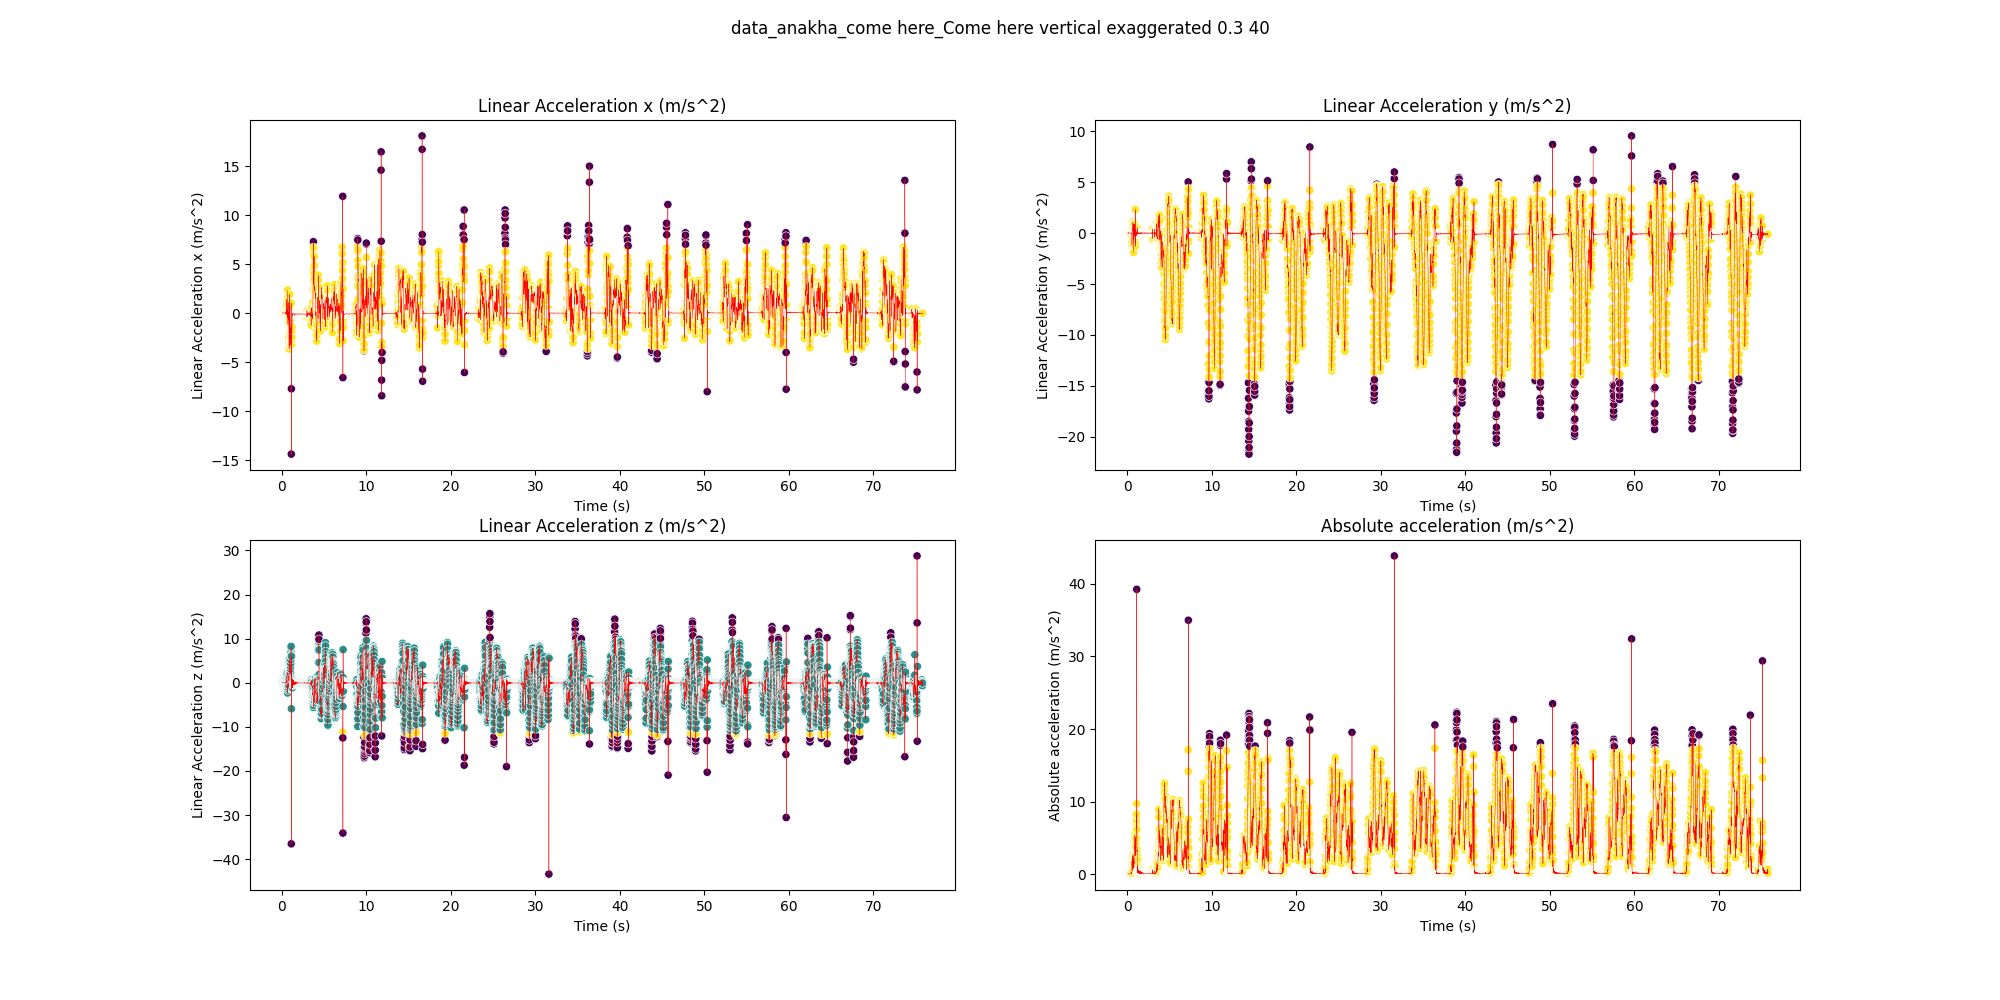 data_anakha_come here_Come here vertical exaggerated 0.3 40
Linear Acceleration x (m/s^2)
Linear Acceleration x (m/s^2)
15
10
5
0
−5
−10
−15
0 10 20 30 40 50 60 70
Time (s)
Linear Acceleration y (m/s^2)
Linear Acceleration y (m/s^2)
10
5
0
−5
−10
−15
−20
0 10 20 30 40 50 60 70
Time (s)
Linear Acceleration z (m/s^2)
Linear Acceleration z (m/s^2)
30
20
10
0
−10
−20
−30
−40
0 10 20 30 40 50 60 70
Time (s)
Absolute acceleration (m/s^2)
Absolute acceleration (m/s^2)
40
30
20
10
0
0 10 20 30 40 50 60 70
Time (s)